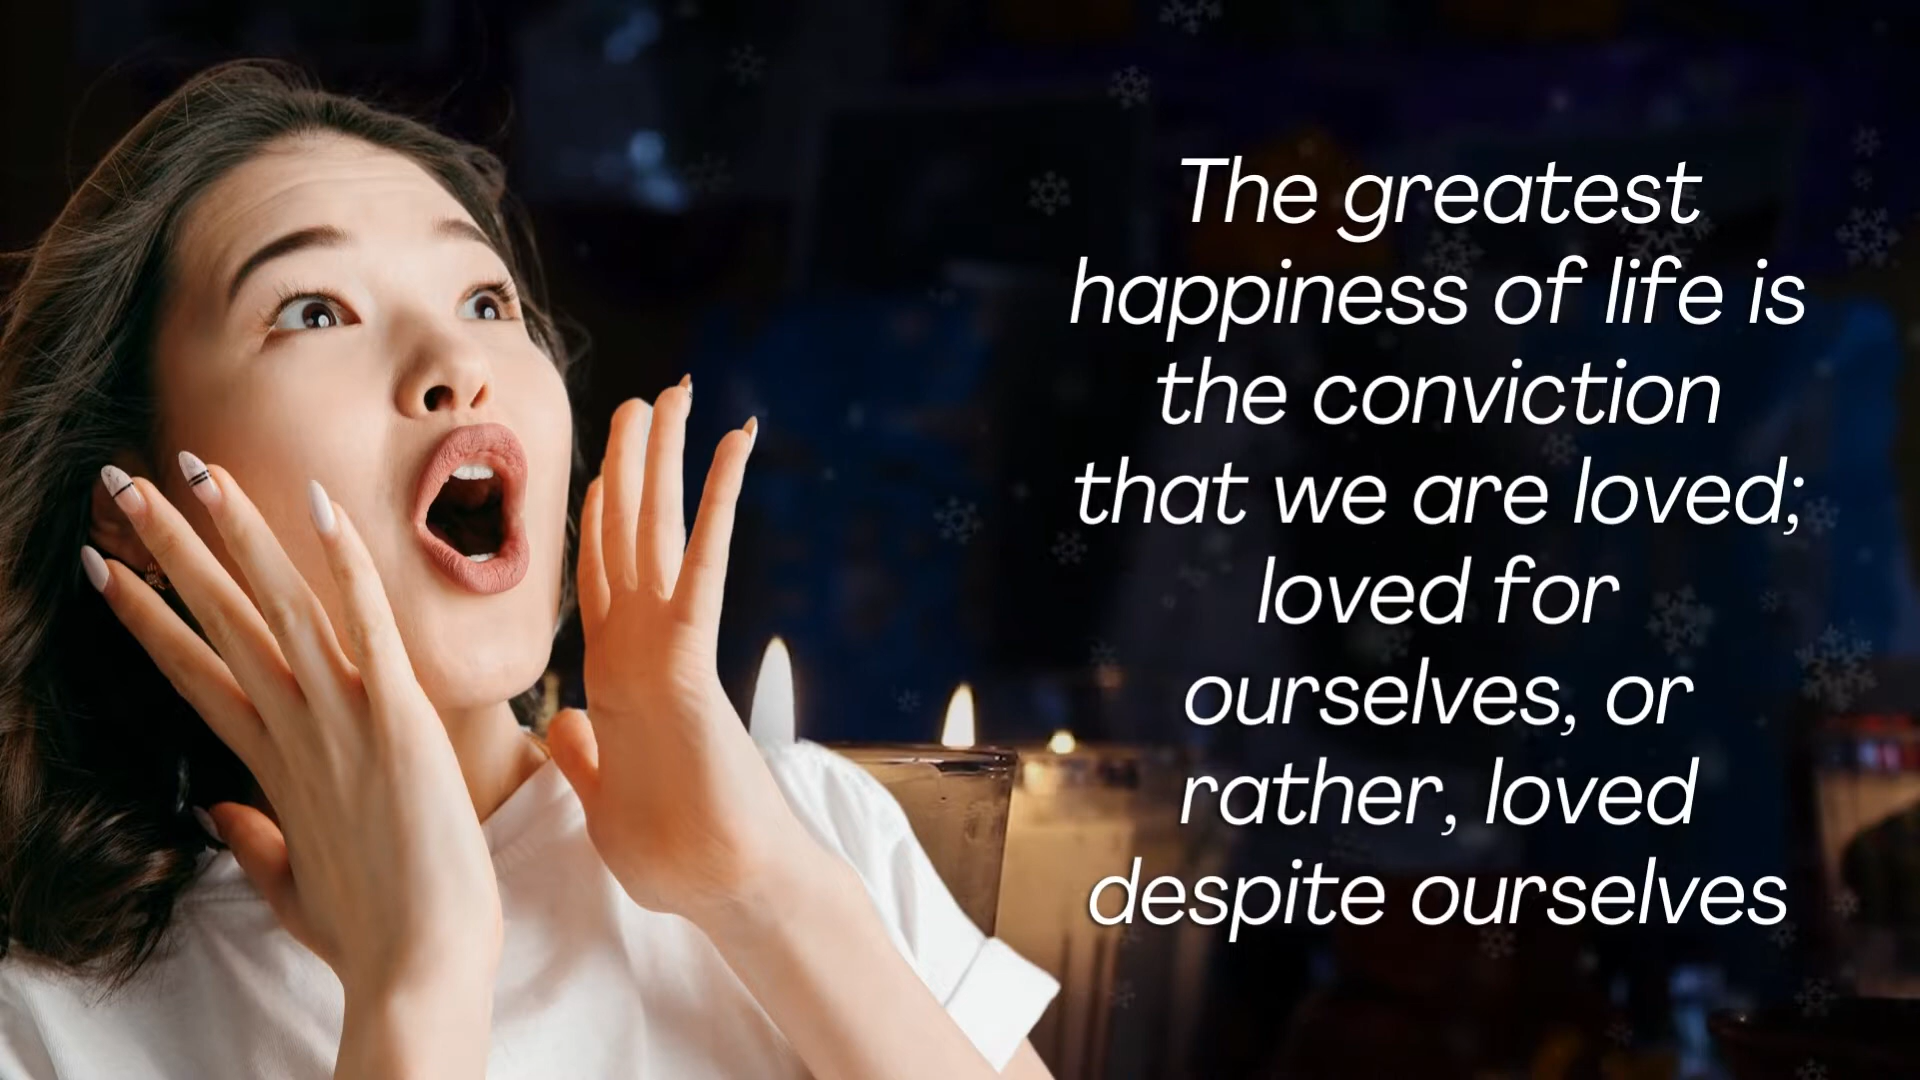 The greatest
happiness of life is
the conviction
that we are loved;
loved for
ourselves, or
rather, loved
despite ourselves